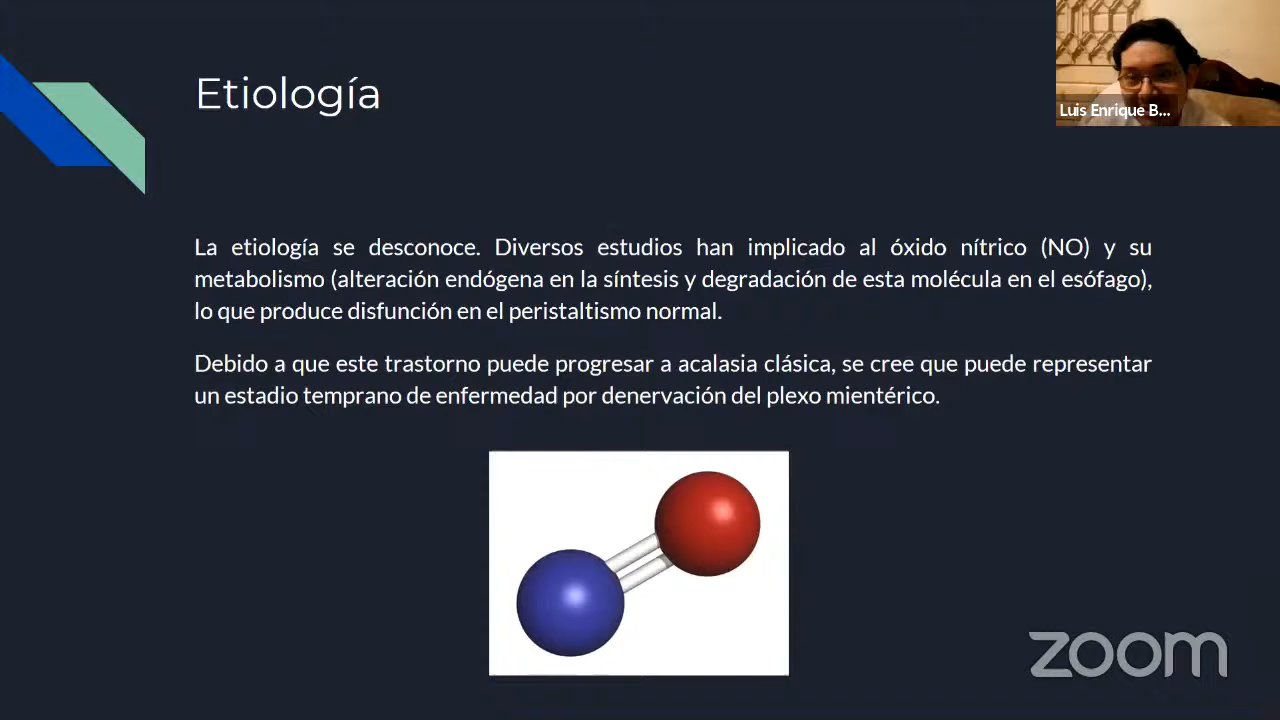 Etiología
Luis Enrique B...
La etiología se desconoce. Diversos estudios han implicado al óxido nítrico (NO) y su
metabolismo (alteración endógena en la síntesis y degradación de esta molécula en el esófago),
lo que produce disfunción en el peristaltismo normal.
Debido a que este trastorno puede progresar a acalasia clásica, se cree que puede representar
un estadio temprano de enfermedad por denervación del plexo mientérico.
zoom